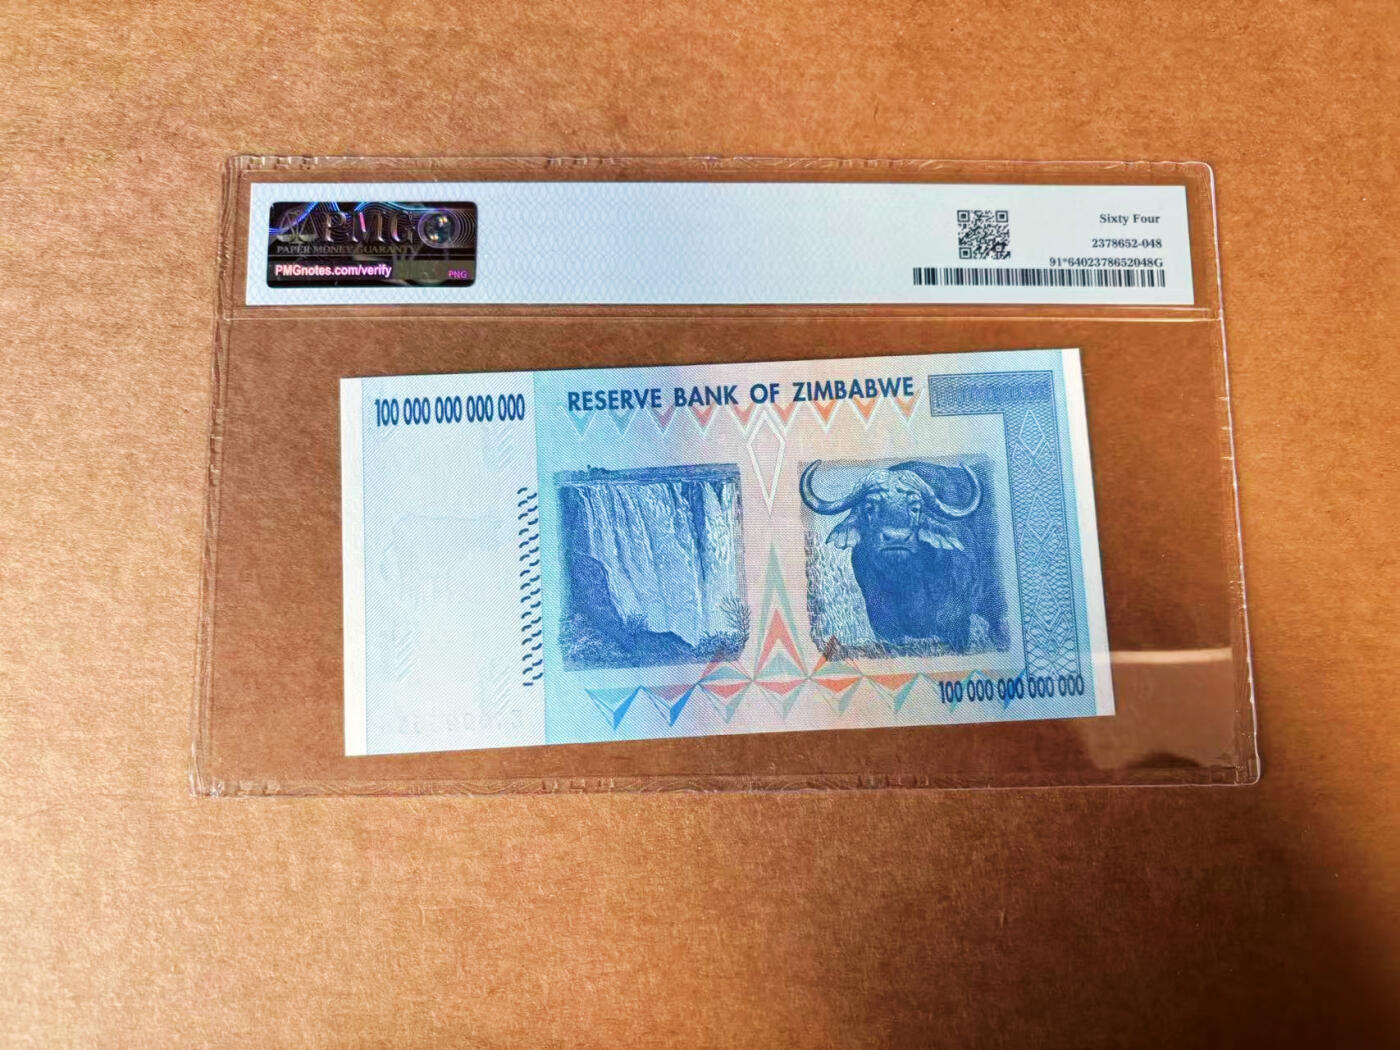 PMG
PAPER MONEY GUARANTY
PMGnotes.com/verify
PNG
Sixty Four
2378652-048
91*6402378652048G
100 000 000 000 000
RESERVE BANK OF ZIMBABWE
100 000 000 000 000